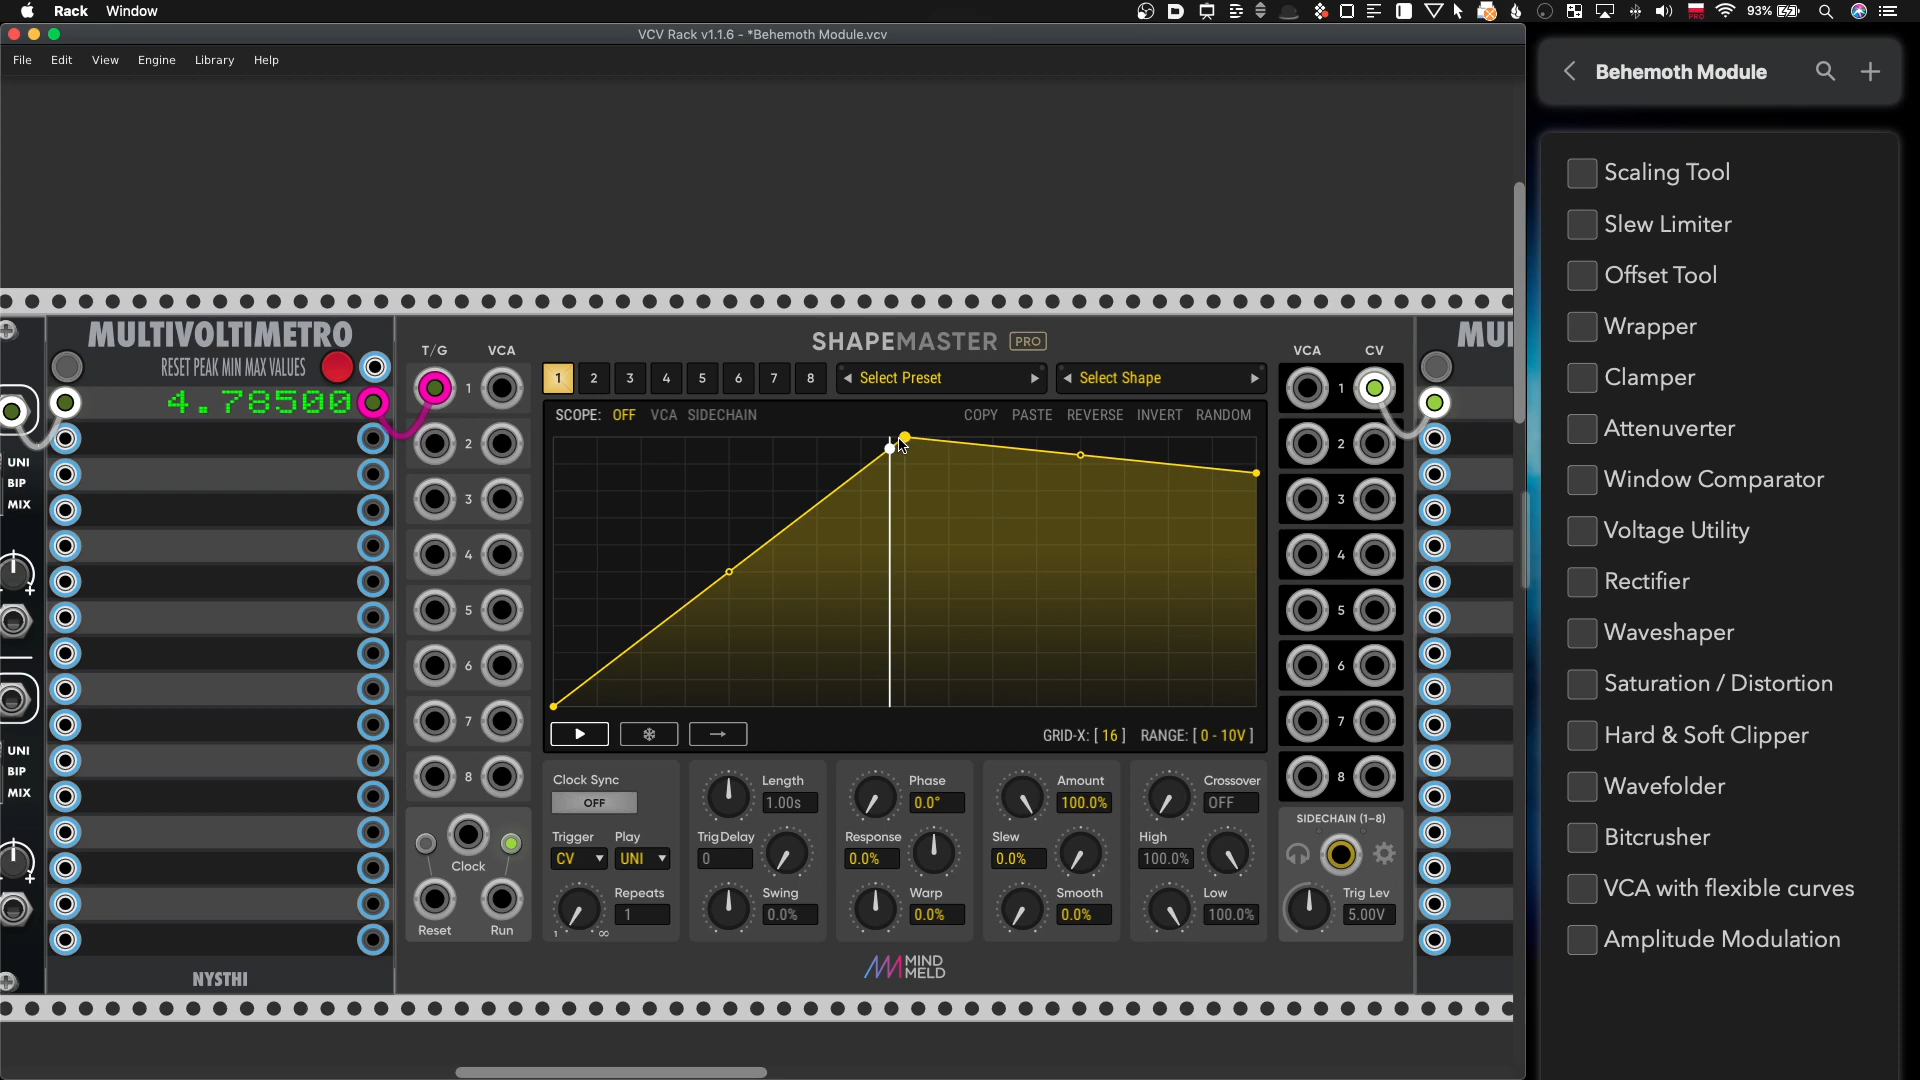 Rack Window
93%
VCV Rack v1.1.6 - *Behemoth Module.vcv
File Edit View Engine Library Help
Behemoth Module
Scaling Tool
Slew Limiter
Offset Tool
Wrapper
Clamper
Attenuverter
Window Comparator
Voltage Utility
Rectifier
Waveshaper
Saturation / Distortion
Hard & Soft Clipper
Wavefolder
Bitcrusher
VCA with flexible curves
Amplitude Modulation
MULTIVOLTIMETRO
RESET PEAK MIN MAX VALUES
4.78500
UNI
BIP
MIX
UNI
BIP
MIX
NYSTHI
SHAPEMASTER PRO
T/G VCA
1
2
3
4
5
6
7
8
1 2 3 4 5 6 7 8 Select Preset Select Shape
SCOPE: OFF VCA SIDECHAIN COPY PASTE REVERSE INVERT RANDOM
GRID-X: [ 16 ] RANGE: [ 0 - 10V ]
VCA CV
1
2
3
4
5
6
7
8
Clock
Reset Run
Clock Sync
OFF
Trigger Play
CV UNI
Repeats
1
1 ∞
Length
1.00s
Trig Delay
0
Swing
0.0%
Phase
0.0°
Response
0.0%
Warp
0.0%
Amount
100.0%
Slew
0.0%
Smooth
0.0%
Crossover
OFF
High
100.0%
Low
100.0%
SIDECHAIN (1–8)
Trig Lev
5.00V
MIND
MELD
MUI